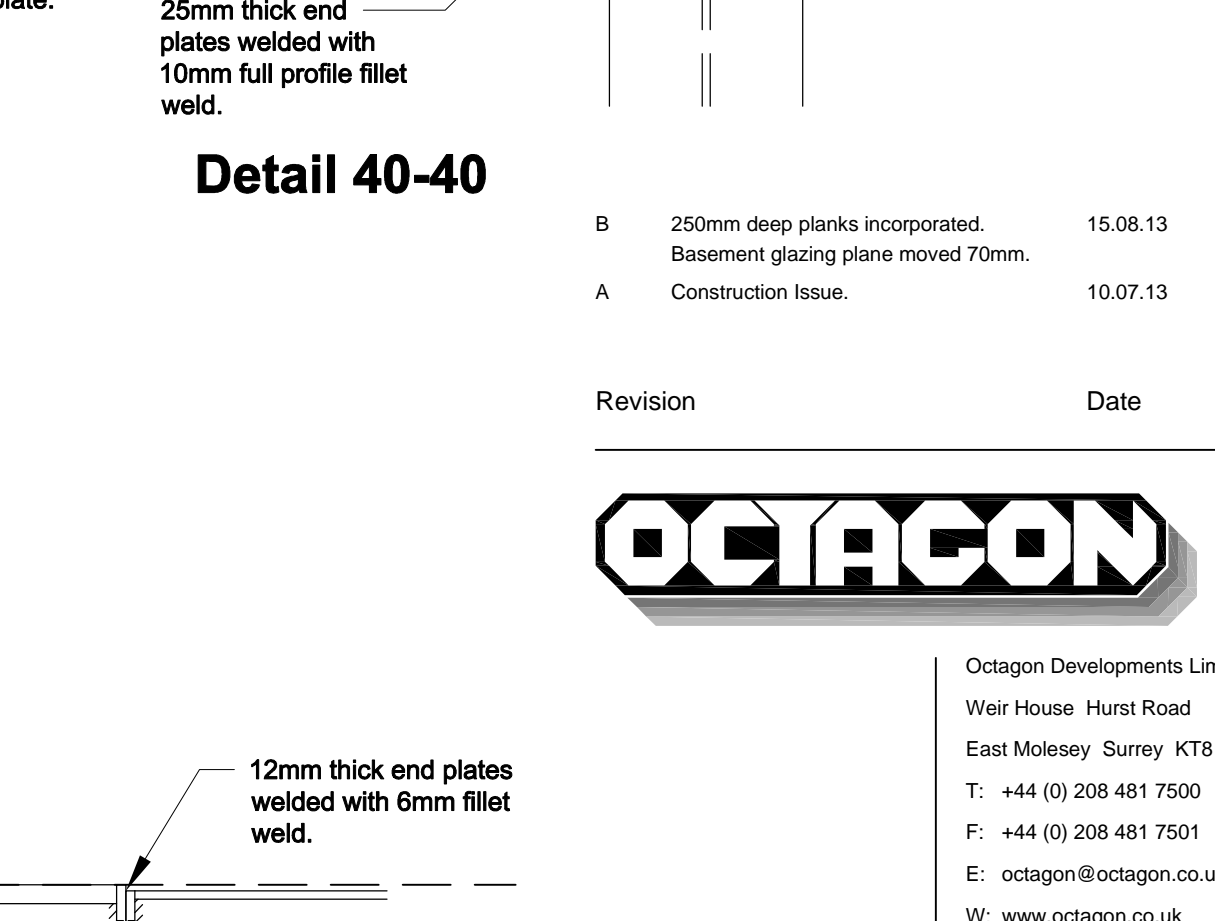 plate.
25mm thick end
plates welded with
10mm full profile fillet
weld.
Detail 40-40
B 250mm deep planks incorporated. 15.08.13
Basement glazing plane moved 70mm.
A Construction Issue. 10.07.13
Revision Date
OCTAGON
Octagon Developments
Weir House Hurst Road
East Molesey Surrey KT8
T: +44 (0) 208 481 7500
F: +44 (0) 208 481 7501
E: octagon@octagon.co.u
W: www.octagon.co.uk
12mm thick end plates
welded with 6mm fillet
weld.